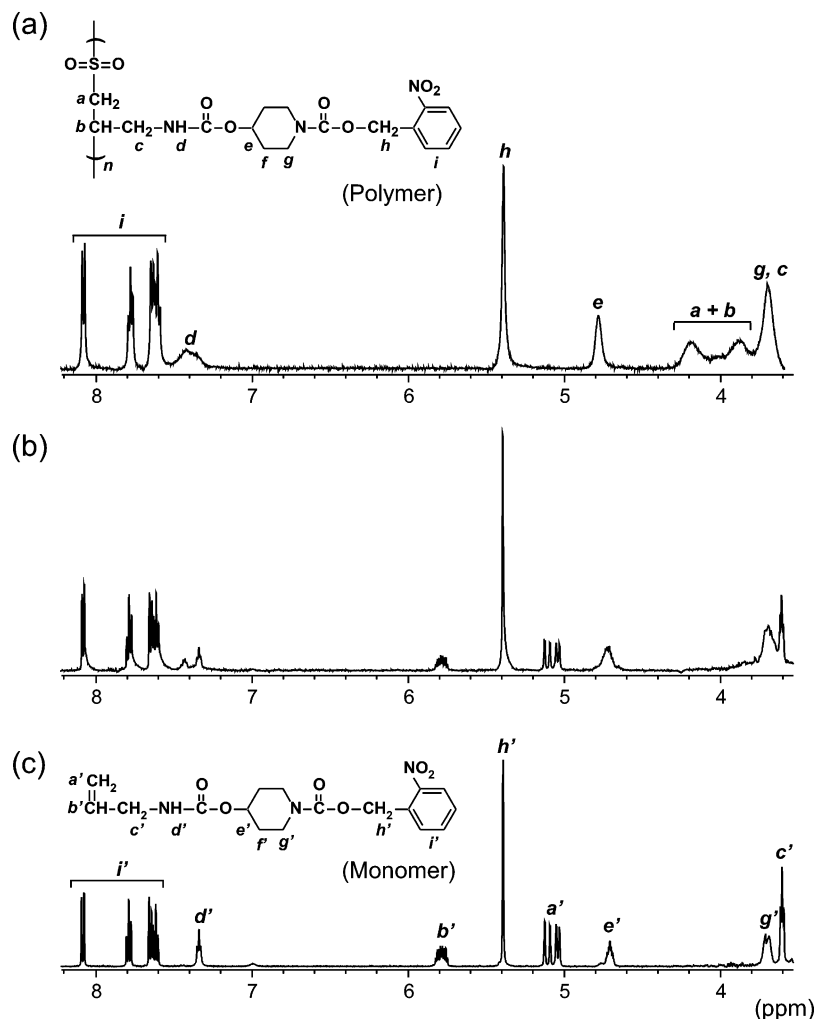 (a)
O=S=O
a CH₂
b CH–CH₂–NH–C–O
c d
O
e
f g
N–C–O–CH₂
O
h
NO₂
i
n
(Polymer)
i
d
h
e
a + b
g, c
8 7 6 5 4
(b)
8 7 6 5 4
(c)
a' CH₂
b' CH–CH₂–NH–C–O
c' d'
O
e'
f' g'
N–C–O–CH₂
O
h'
NO₂
i'
(Monomer)
i'
d'
b'
h'
a'
e'
g'
c'
8 7 6 5 4
(ppm)